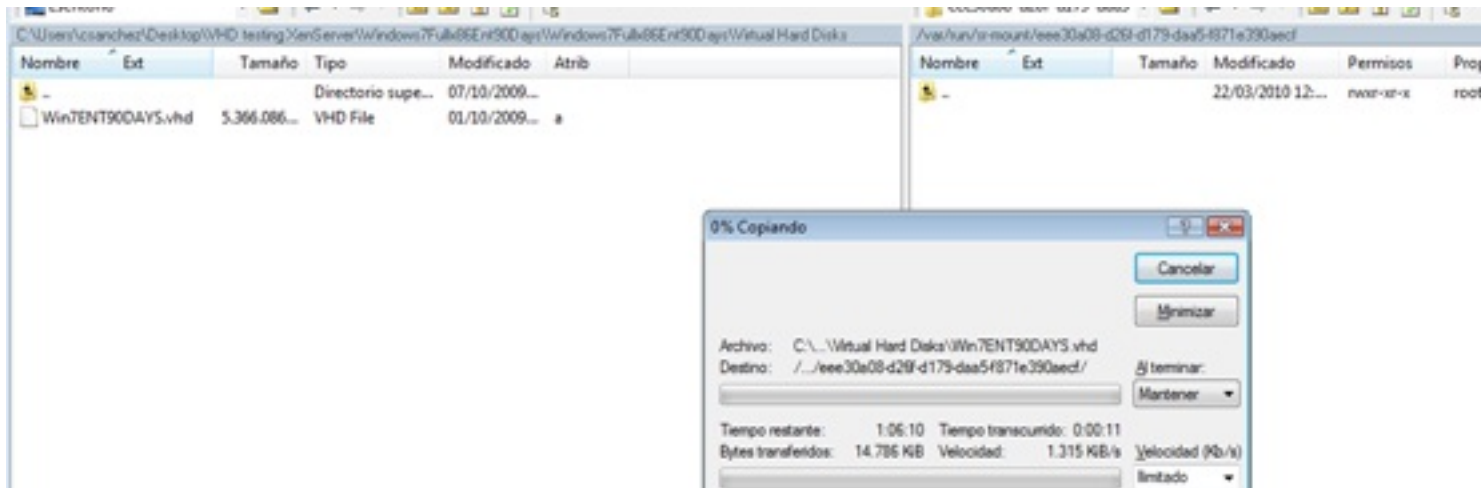 Escritorio
C:\Users\csanchez\Desktop\VHD testing XenServer\Windows7Fullx86Ent90Days\Windows7Fullx86Ent90Days\Virtual Hard Disks
Nombre Ext Tamaño Tipo Modificado Atrib
.. Directorio supe... 07/10/2009...
Win7ENT90DAYS.vhd 5.366.086... VHD File 01/10/2009... a
/var/run/sr-mount/eee30a08-d26f-d179-daa5-f871e390aecf
Nombre Ext Tamaño Modificado Permisos Prop
.. 22/03/2010 12:... rwxr-xr-x root
0% Copiando
Cancelar
Minimizar
Archivo: C:\...\Virtual Hard Disks\Win7ENT90DAYS.vhd
Destino: /.../eee30a08-d26f-d179-daa5-f871e390aecf/
Al terminar:
Mantener
Tiempo restante: 1:06:10 Tiempo transcurrido: 0:00:11
Bytes transferidos: 14.786 KiB Velocidad: 1.315 KiB/s
Velocidad (Kb/s)
Ilimitado